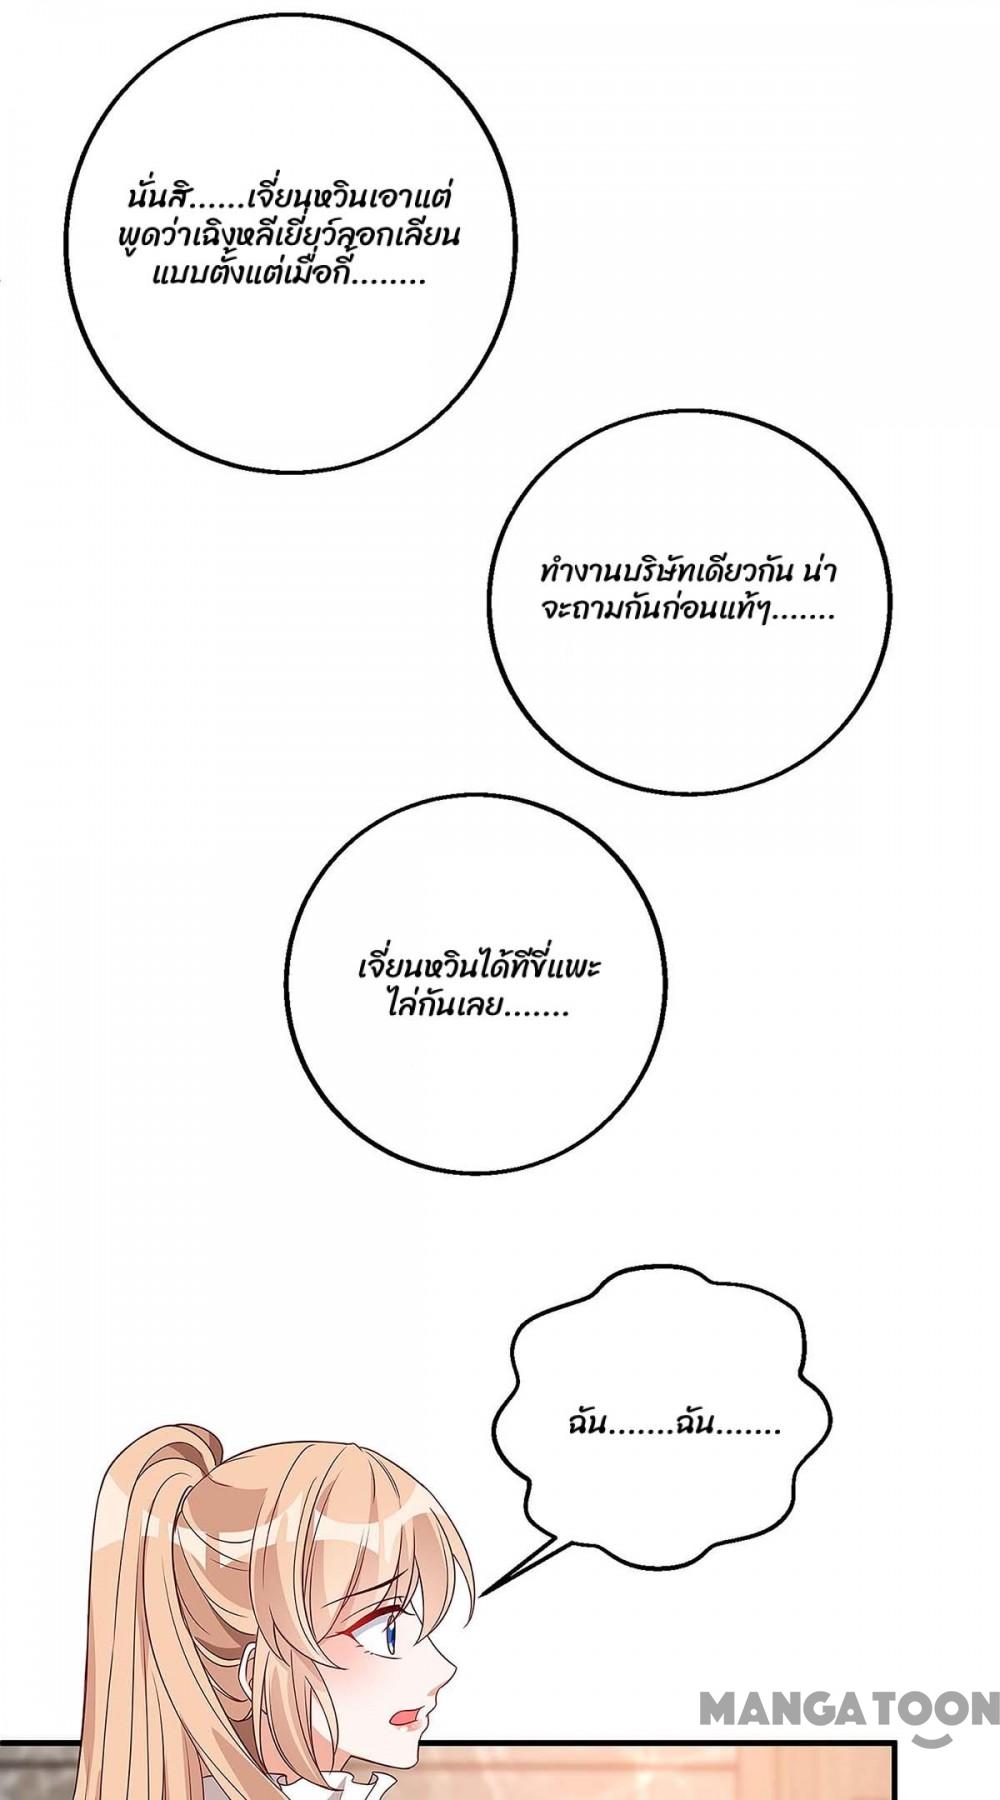 นั่นสิ......เจี่ยนหวินเอาแต่
พูดว่าเฉิงหลีเยี่ยว์ลอกเลียน
แบบตั้งแต่เมื่อกี้........
ทำงานบริษัทเดียวกัน น่า
จะถามกันก่อนแท้ๆ.......
เจี่ยนหวินได้ทีขี่แพะ
ไล่กันเลย.......
ฉัน.......ฉัน.......
MANGATOON